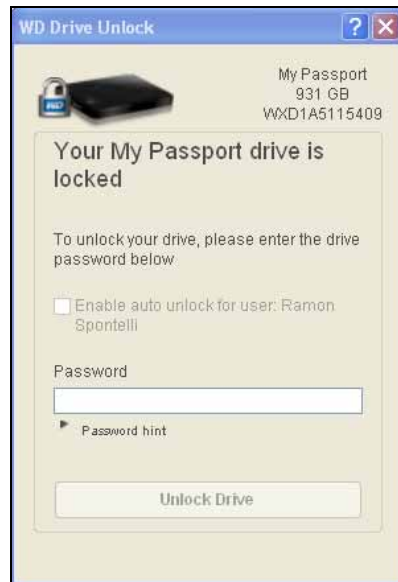 WD Drive Unlock
?
My Passport
931 GB
WXD1A5115409
WD
Your My Passport drive is
locked
To unlock your drive, please enter the drive
password below
Enable auto unlock for user: Ramon
Spontelli
Password
Password hint
Unlock Drive